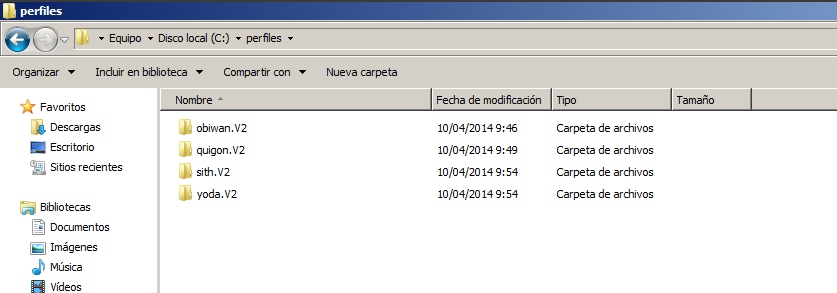 perfiles
Equipo Disco local (C:) perfiles
Organizar Incluir en biblioteca Compartir con Nueva carpeta
Nombre Fecha de modificación Tipo Tamaño
Favoritos
Descargas
Escritorio
Sitios recientes
Bibliotecas
Documentos
Imágenes
Música
Vídeos
obiwan.V2 10/04/2014 9:46 Carpeta de archivos
quigon.V2 10/04/2014 9:49 Carpeta de archivos
sith.V2 10/04/2014 9:54 Carpeta de archivos
yoda.V2 10/04/2014 9:54 Carpeta de archivos